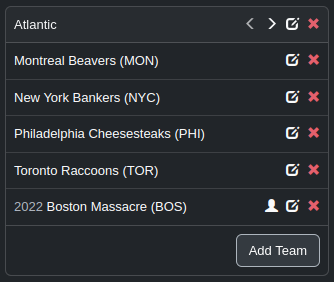 Atlantic
Montreal Beavers (MON)
New York Bankers (NYC)
Philadelphia Cheesesteaks (PHI)
Toronto Raccoons (TOR)
2022 Boston Massacre (BOS)
Add Team